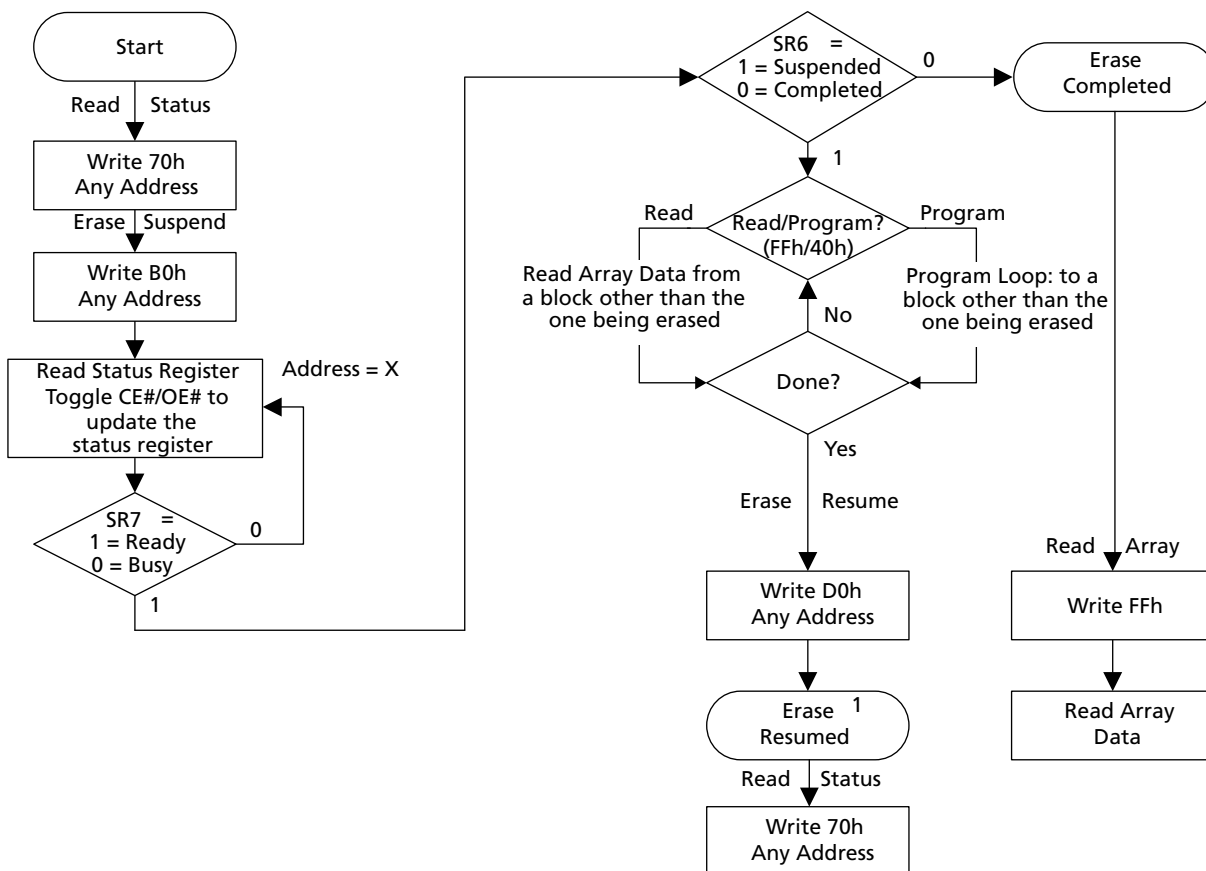 Start
Read Status
Write 70h
Any Address
Erase Suspend
Write B0h
Any Address
Read Status Register
Toggle CE#/OE# to
update the
status register
Address = X
SR7 =
1 = Ready
0 = Busy
0
1
SR6 =
1 = Suspended
0 = Completed
0
1
Erase
Completed
Read/Program?
(FFh/40h)
Read
Program
Read Array Data from
a block other than the
one being erased
Program Loop: to a
block other than the
one being erased
No
Done?
Yes
Erase Resume
Write D0h
Any Address
Erase 1
Resumed
Read Status
Write 70h
Any Address
Read Array
Write FFh
Read Array
Data